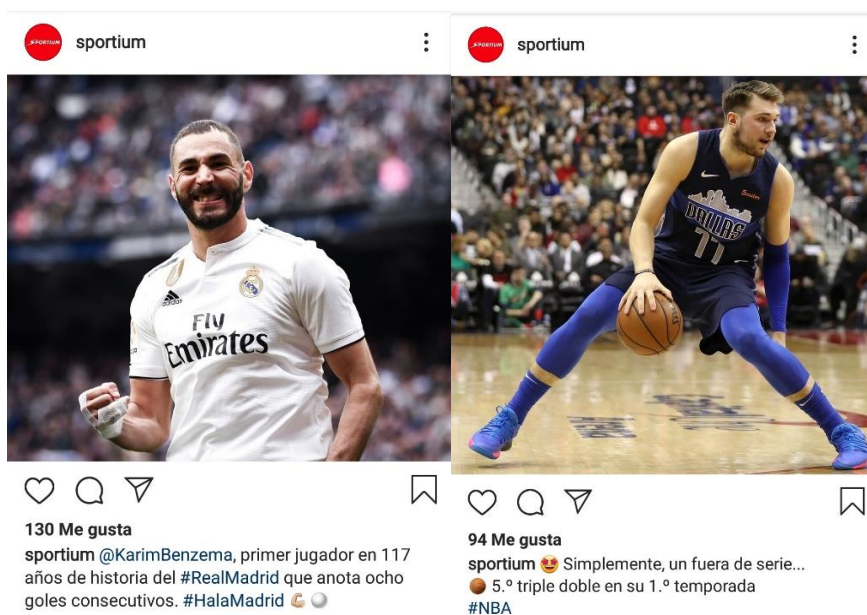 sportium
Fly
Emirates
adidas
130 Me gusta
sportium @KarimBenzema, primer jugador en 117
años de historia del #RealMadrid que anota ocho
goles consecutivos. #HalaMadrid 💪🏼 ⚪
sportium
DALLAS
77
94 Me gusta
sportium 🤩 Simplemente, un fuera de serie...
🏀 5.º triple doble en su 1.º temporada
#NBA